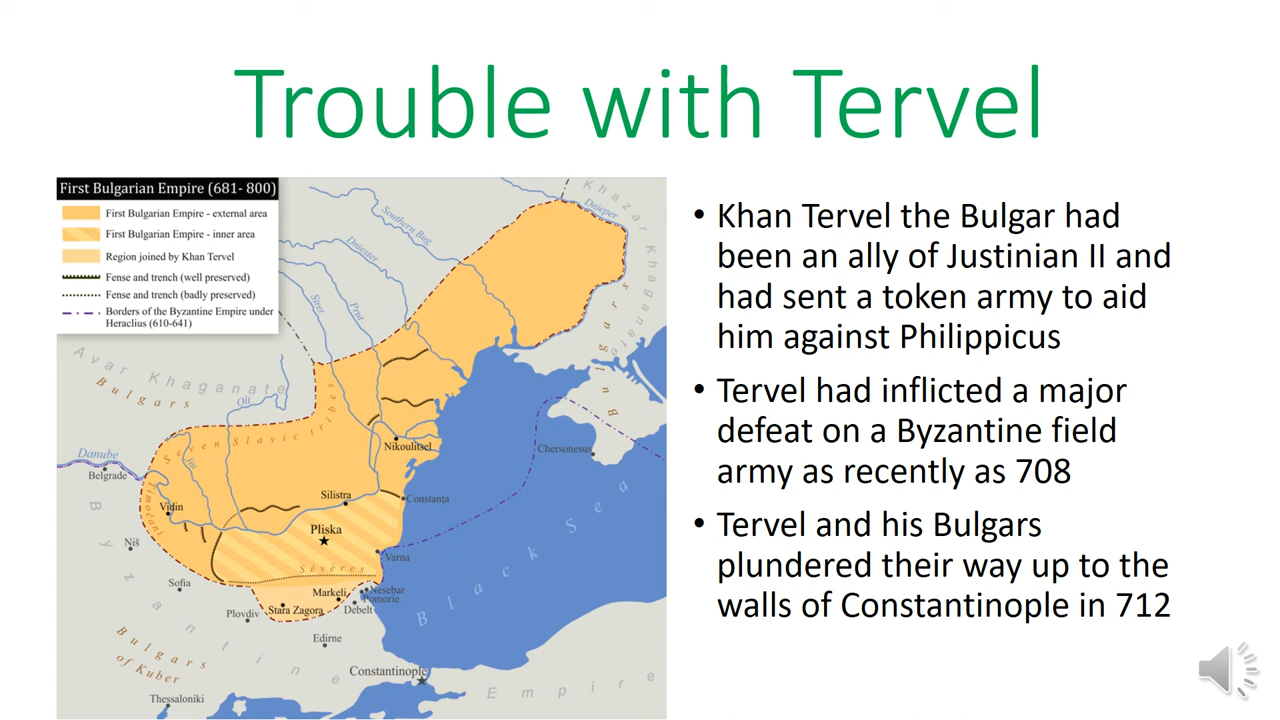 Trouble with Tervel
First Bulgarian Empire (681- 800)
First Bulgarian Empire - external area
First Bulgarian Empire - inner area
Region joined by Khan Tervel
Fense and trench (well preserved)
Fense and trench (badly preserved)
Borders of the Byzantine Empire under
Heraclius (610-641)
Khazar Khaganate
Dnieper
Southern Bug
Dniester
Siret
Prut
Bulgars
Avar Khaganate
Bulgars
Olt
Seven Slavic tribes
Jiu
Danube
Belgrade
Timočani
Vidin
Nikoulitsel
Chersonesus
Silistra
Constanţa
Pliska
Niš
Varna
Sofia
Sévères
Markeli
Nesebar
Pomorie
Stara Zagora
Debelt
Plovdiv
Edirne
Black Sea
Bulgars
of Kuber
Constantinople
Thessaloniki
Byzantine Empire
• Khan Tervel the Bulgar had
been an ally of Justinian II and
had sent a token army to aid
him against Philippicus
• Tervel had inflicted a major
defeat on a Byzantine field
army as recently as 708
• Tervel and his Bulgars
plundered their way up to the
walls of Constantinople in 712